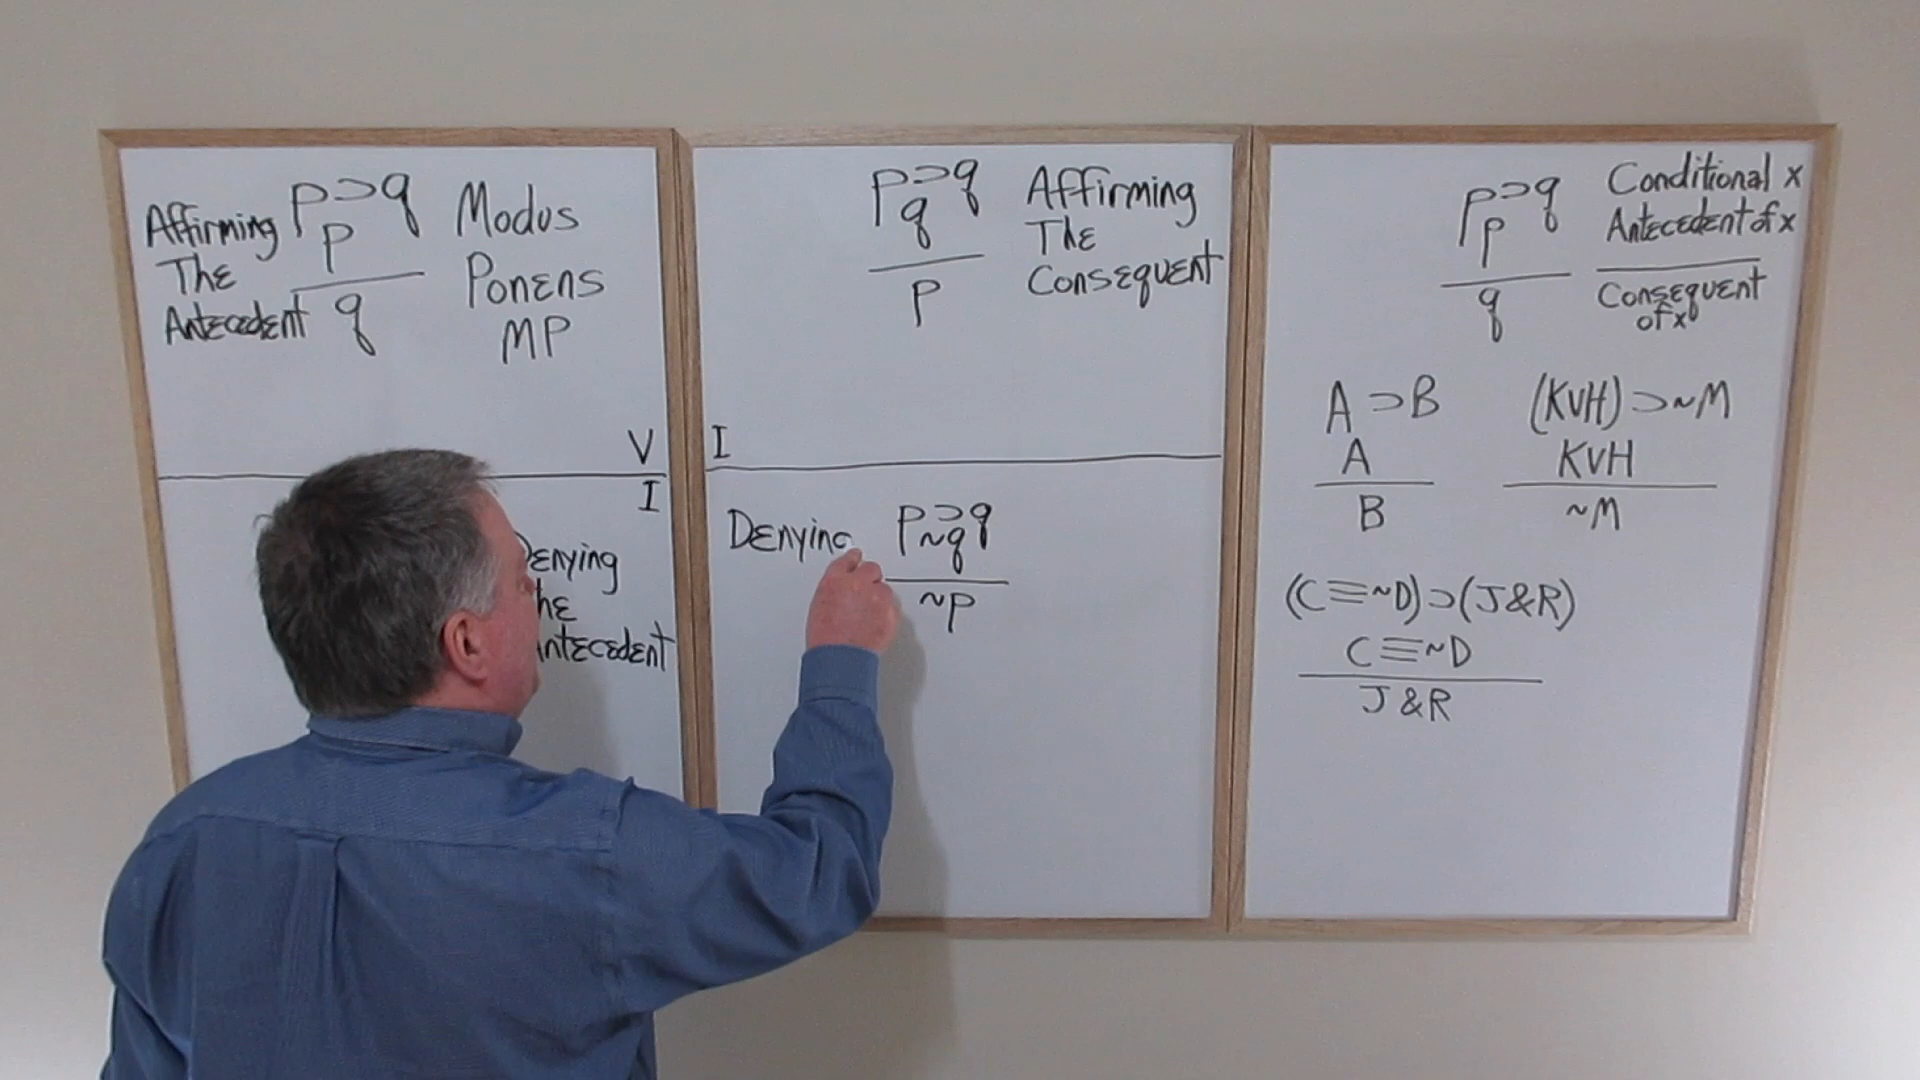 Affirming
The
Antecedent
p⊃q
p
q
Modus
Ponens
MP
V
I
Denying
The
Antecedent
p⊃q
q
p
Affirming
The
Consequent
I
Denying
p⊃q
~q
~p
p⊃q
p
q
Conditional x
Antecedent of x
Consequent
of x
A⊃B
A
B
(KvH)⊃~M
KvH
~M
(C≡~D)⊃(J&R)
C≡~D
J&R